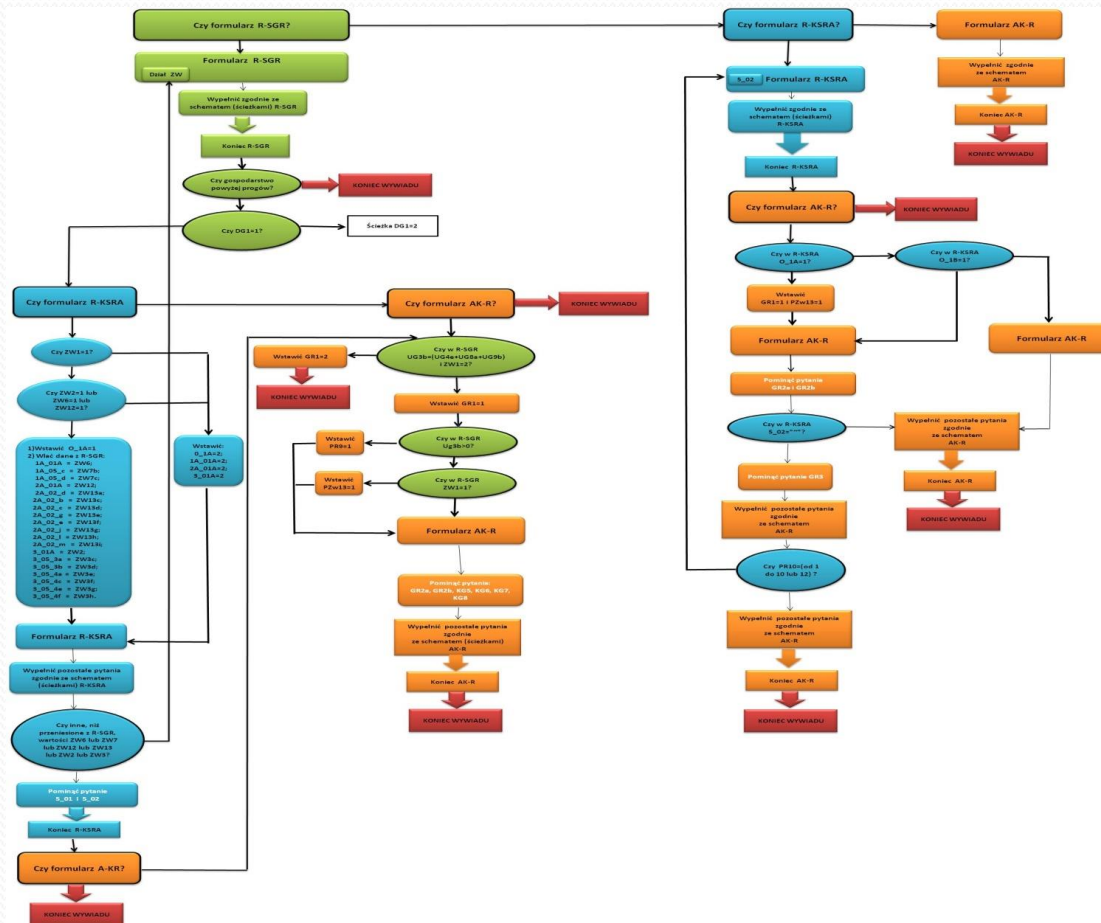 Czy formularz R-SGR?
Formularz R-SGR
Dział ZW
Wypełnić zgodnie ze
schematem (ścieżkami) R-SGR
Koniec R-SGR
Czy gospodarstwo
powyżej progów?
KONIEC WYWIADU
Czy DG1=1?
Ścieżka DG1=2
Czy formularz R-KSRA
Czy ZW1=1?
Czy ZW2=1 lub
ZW6=1 lub
ZW12=1?
1)Wstawić O_1A=1
2) Wlać dane z R-SGR:
1A_01A = ZW6;
1A_05_c = ZW7b;
1A_05_d = ZW7c;
2A_01A = ZW12;
2A_02_d = ZW13a;
2A_02_b = ZW13c;
2A_02_c = ZW13d;
2A_02_g = ZW13e;
2A_02_e = ZW13f;
2A_02_j = ZW13g;
2A_02_l = ZW13h;
2A_02_m = ZW13i;
3_01A = ZW2;
3_05_3a = ZW3c;
3_05_3b = ZW3d;
3_05_4a = ZW3e;
3_05_4c = ZW3f;
3_05_4e = ZW3g;
3_05_4f = ZW3h.
Wstawić:
O_1A=2;
1A_01A=2;
2A_01A=2;
3_01A=2
Formularz R-KSRA
Wypełnić pozostałe pytania
zgodnie ze schematem
(ścieżkami) R-KSRA
Czy inne, niż
przeniesione z R-SGR,
wartości ZW6 lub ZW7
lub ZW12 lub ZW13
lub ZW2 lub ZW3?
Pominąć pytanie
S_01 i S_02
Koniec R-KSRA
Czy formularz A-KR?
KONIEC WYWIADU
Czy formularz AK-R?
KONIEC WYWIADU
Czy w R-SGR
UG3b=(UG4e+UG8a+UG9b)
i ZW1=2?
Wstawić GR1=2
KONIEC WYWIADU
Wstawić GR1=1
Czy w R-SGR
Ug3b>0?
Wstawić
PR9=1
Czy w R-SGR
ZW1=1?
Wstawić
PZw13=1
Formularz AK-R
Pominąć pytania:
GR2a, GR2b, KG5, KG6, KG7,
KG8
Wypełnić pozostałe pytania
zgodnie
ze schematem (ścieżkami)
AK-R
Koniec AK-R
KONIEC WYWIADU
Czy formularz R-KSRA?
S_02
Formularz R-KSRA
Wypełnić zgodnie ze
schematem (ścieżkami)
R-KSRA
Koniec R-KSRA
Czy formularz AK-R?
KONIEC WYWIADU
Czy w R-KSRA
O_1A=1?
Czy w R-KSRA
O_1B=1?
Wstawić
GR1=1 i PZw13=1
Formularz AK-R
Pominąć pytanie
GR2a i GR2b
Czy w R-KSRA
Pominąć pytanie GR3
Wypełnić pozostałe pytania
zgodnie ze schematem
AK-R
Czy PR10=(od 1
do 10 lub 12) ?
Wypełnić pozostałe pytania
zgodnie
ze schematem
AK-R
Koniec AK-R
KONIEC WYWIADU
Formularz AK-R
Wypełnić pozostałe pytania
zgodnie
ze schematem
AK-R
Koniec AK-R
KONIEC WYWIADU
Formularz AK-R
Wypełnić zgodnie
ze schematem
AK-R
Koniec AK-R
KONIEC WYWIADU